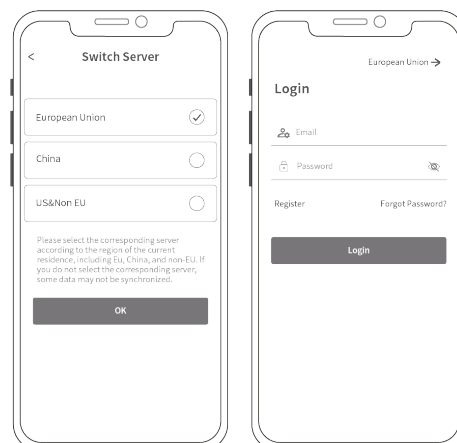 Switch Server
European Union
China
US&Non EU
Please select the corresponding server
according to the region of the current
residence, including Eu, China, and non-EU. If
you do not select the corresponding server,
some data may not be synchronized.
OK
European Union
Login
Email
Password
Register Forgot Password?
Login